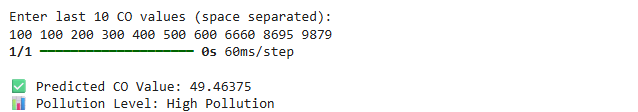 Enter last 10 CO values (space separated):
100 100 200 300 400 500 600 6660 8695 9879
1/1 ━━━━━━━━━━━━━━━━━━━━ 0s 60ms/step
✅ Predicted CO Value: 49.46375
📊 Pollution Level: High Pollution